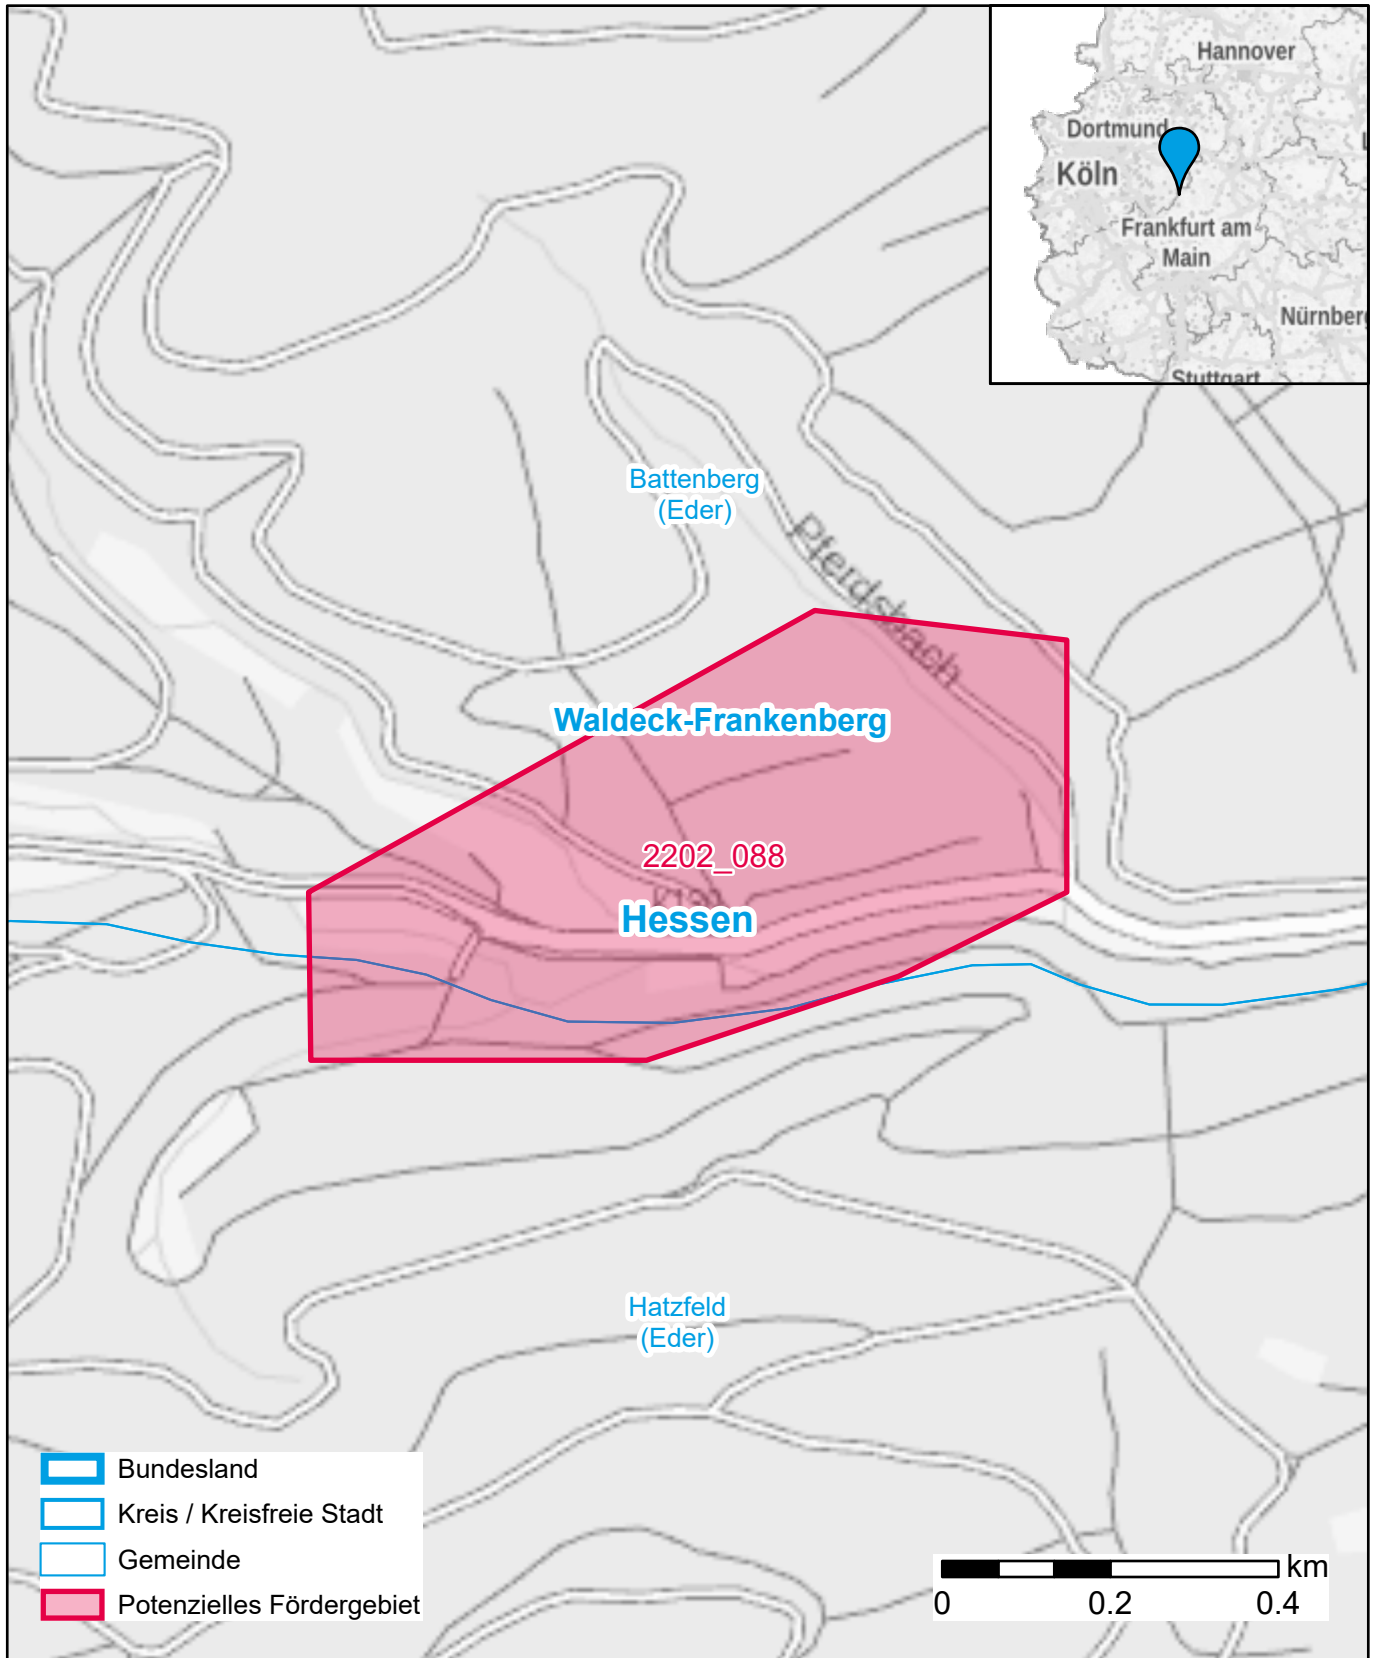 Hannover
Dortmund
Köln
Frankfurt am
Main
Nürnberg
Stuttgart
Battenberg
(Eder)
Pferdsbach
Waldeck-Frankenberg
2202_088
Hessen
Hatzfeld
(Eder)
Bundesland
Kreis / Kreisfreie Stadt
Gemeinde
Potenzielles Fördergebiet
km
0 0.2 0.4